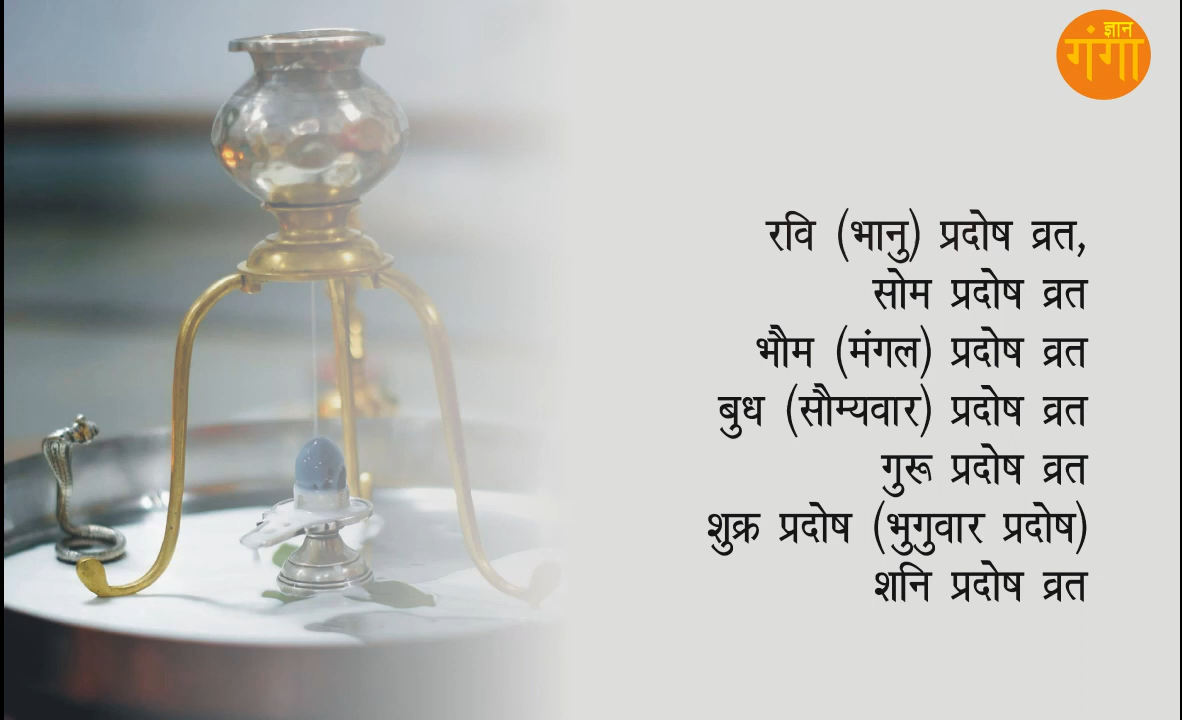 ज्ञान
गंगा
रवि (भानु) प्रदोष व्रत,
सोम प्रदोष व्रत
भौम (मंगल) प्रदोष व्रत
बुध (सौम्यवार) प्रदोष व्रत
गुरू प्रदोष व्रत
शुक्र प्रदोष (भुगुवार प्रदोष)
शनि प्रदोष व्रत